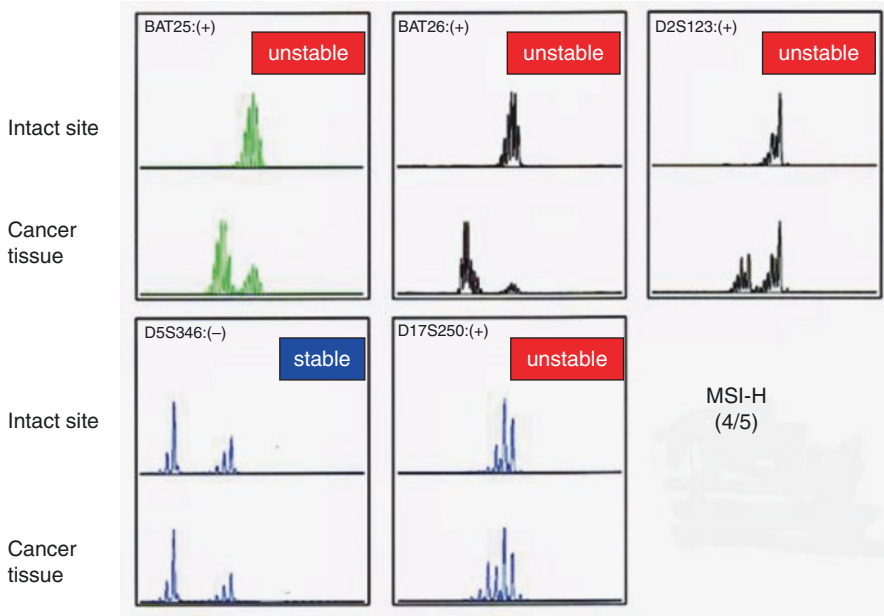 BAT25:(+)
unstable
BAT26:(+)
unstable
D2S123:(+)
unstable
Intact site
Cancer
tissue
D5S346:(–)
stable
D17S250:(+)
unstable
MSI-H
(4/5)
Intact site
Cancer
tissue